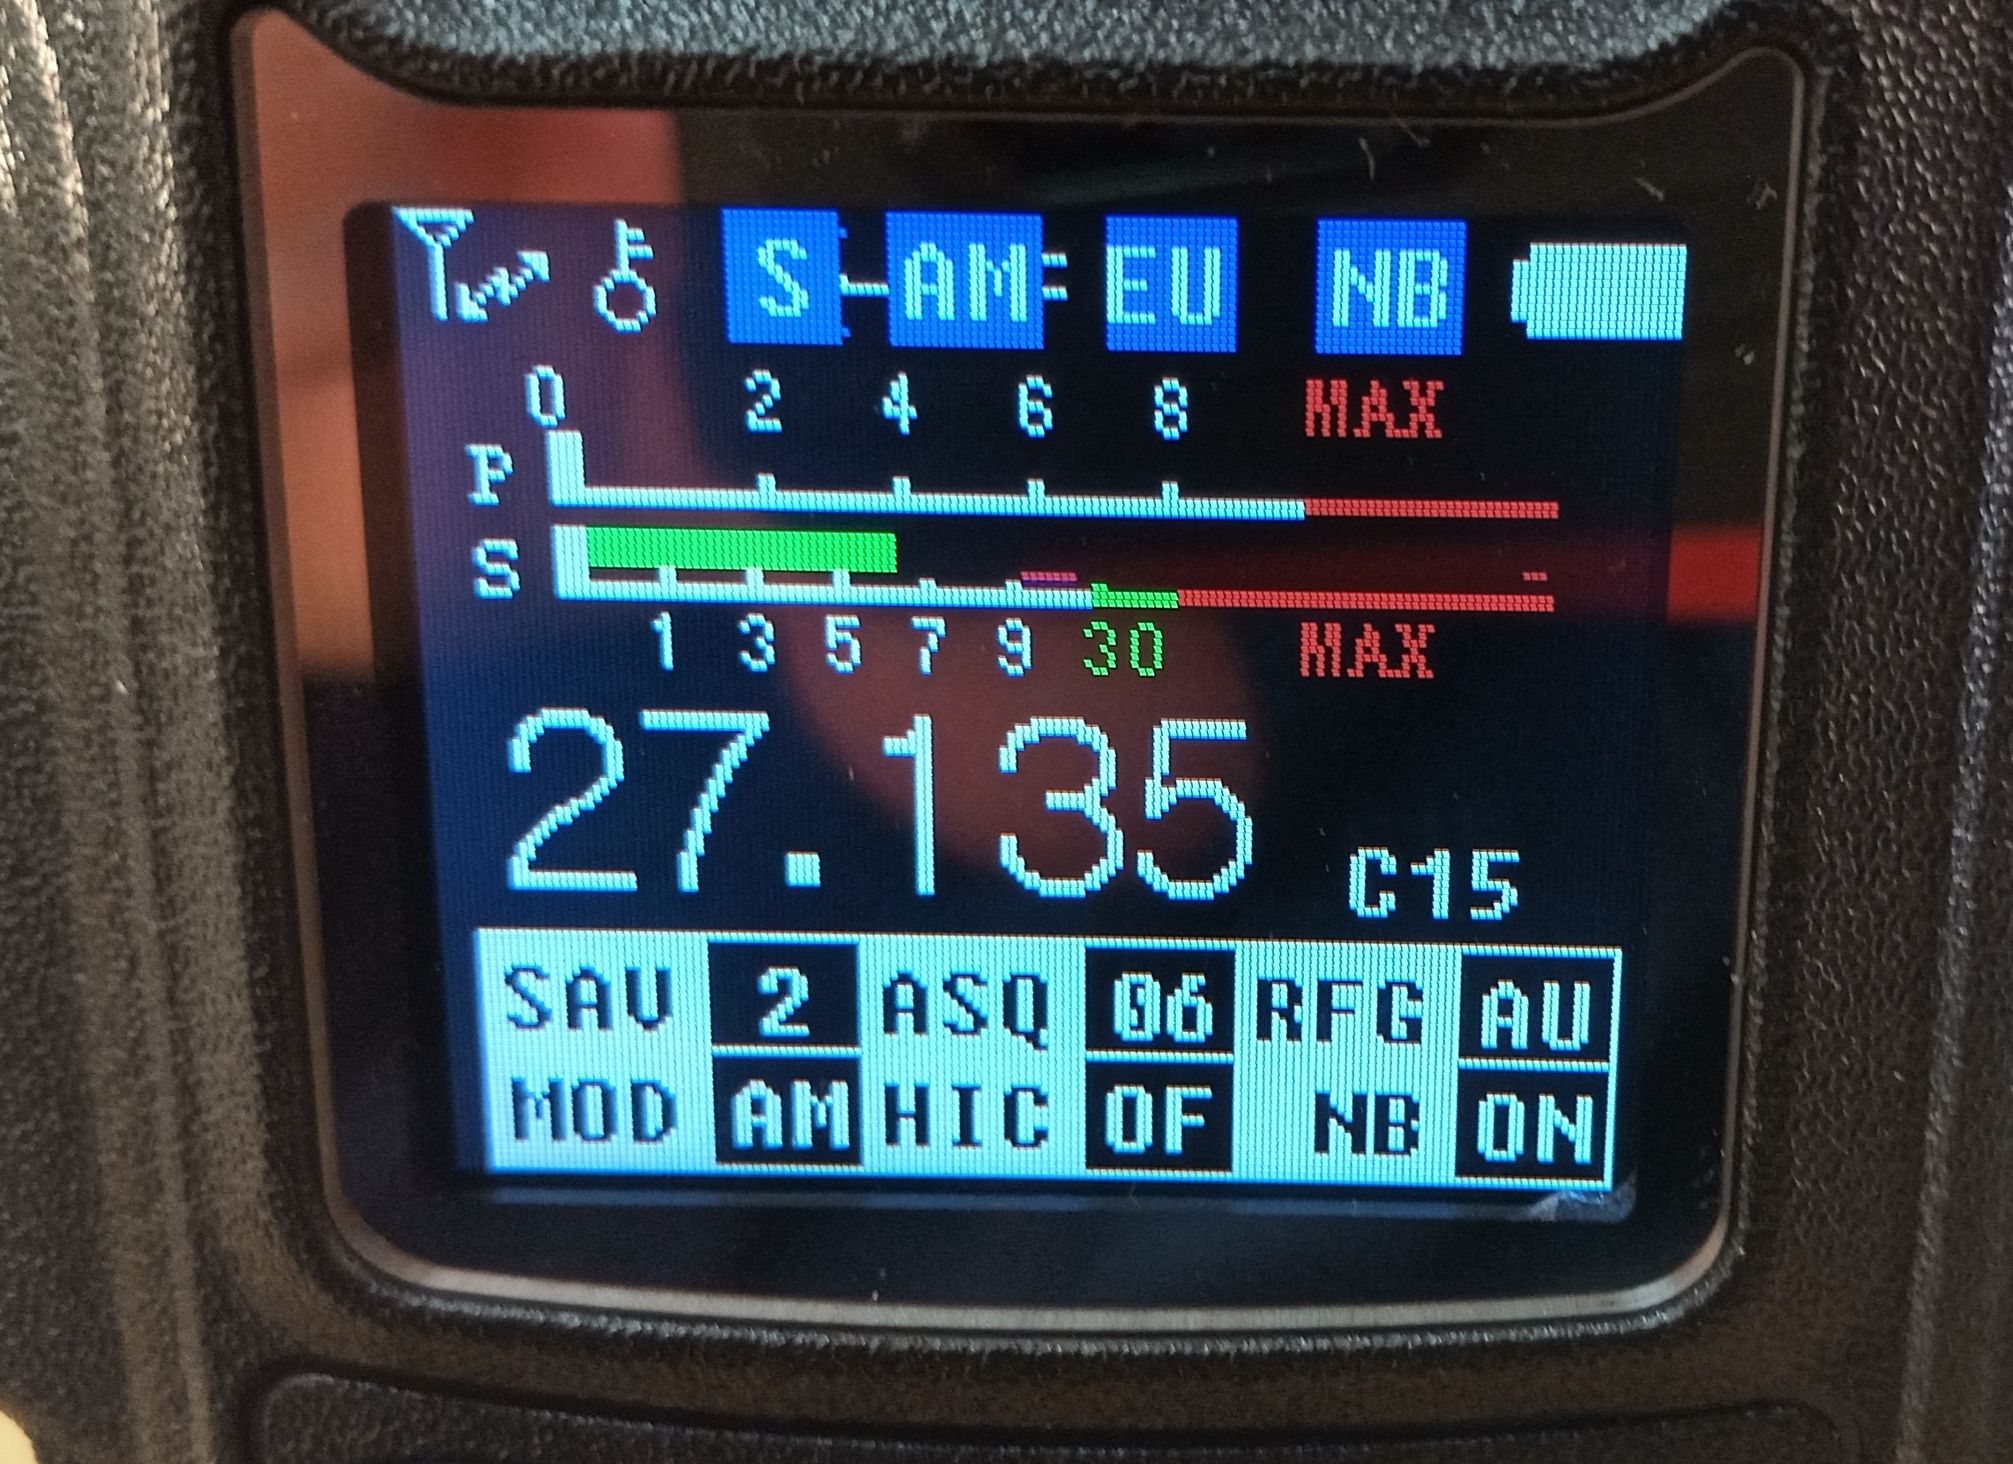 S AM EU NB
0 2 4 6 8 MAX
P
S
1 3 5 7 9 30 MAX
27.135 C15
SAV 2 ASQ 06 RFG AU
MOD AM HIC OF NB ON